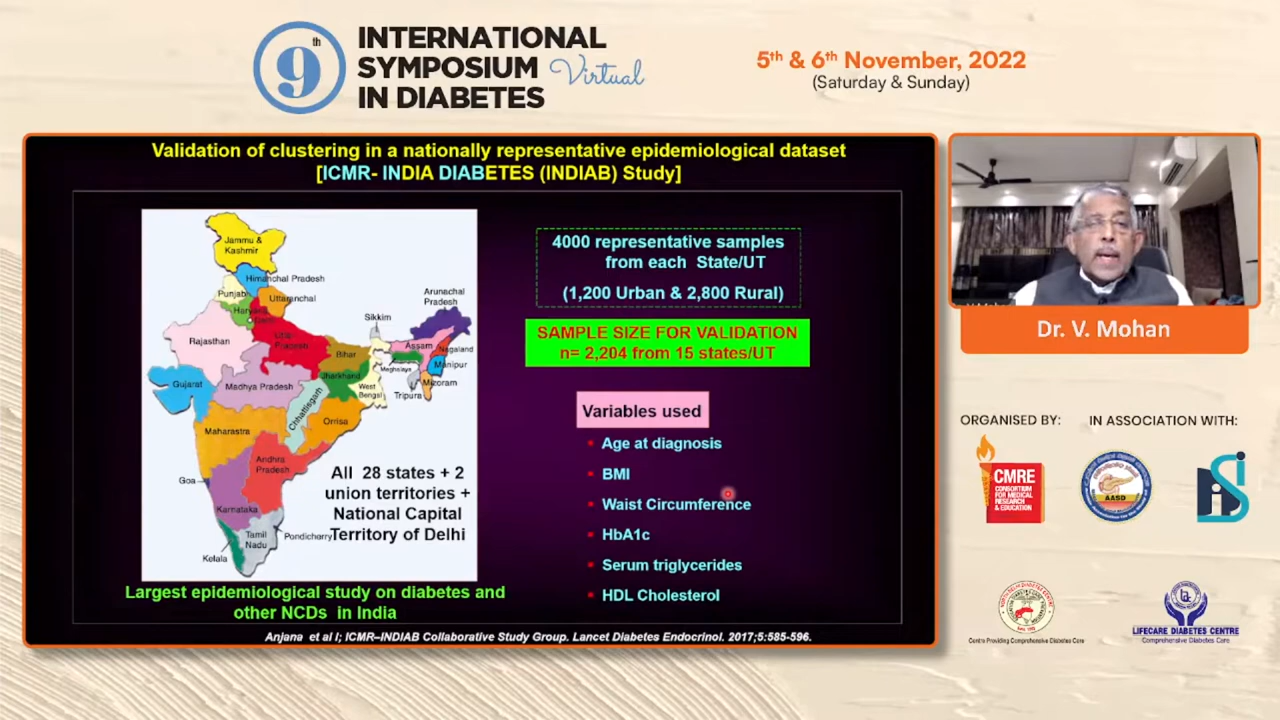 9th
INTERNATIONAL
SYMPOSIUM Virtual
IN DIABETES
5th & 6th November, 2022
(Saturday & Sunday)
Validation of clustering in a nationally representative epidemiological dataset
[ICMR- INDIA DIABETES (INDIAB) Study]
Jammu &
Kashmir
Himanchal Pradesh
Punjab
Uttaranchal
Haryana
Delhi
Rajasthan
Uttar
Pradesh
Bihar
Sikkim
Arunachal
Pradesh
Assam
Nagaland
Meghalaya
Manipur
Mizoram
Tripura
Gujarat
Madhya Pradesh
Jharkhand
West
Bengal
Chhattisgarh
Orrisa
Maharastra
Andhra
Pradesh
Goa
Karnataka
Tamil
Nadu
Pondicherry
Kelala
All 28 states + 2
union territories +
National Capital
Territory of Delhi
Largest epidemiological study on diabetes and
other NCDs in India
4000 representative samples
from each State/UT
(1,200 Urban & 2,800 Rural)
SAMPLE SIZE FOR VALIDATION
n= 2,204 from 15 states/UT
Variables used
Age at diagnosis
BMI
Waist Circumference
HbA1c
Serum triglycerides
HDL Cholesterol
Anjana et al l; ICMR–INDIAB Collaborative Study Group. Lancet Diabetes Endocrinol. 2017;5:585-596.
Dr. V. Mohan
ORGANISED BY:
IN ASSOCIATION WITH:
CMRE
CONSORTIUM
FOR MEDICAL
RESEARCH
& EDUCATION
AASD
Centre Providing Comprehensive Diabetes Care
LIFECARE DIABETES CENTRE
Comprehensive Diabetes Care